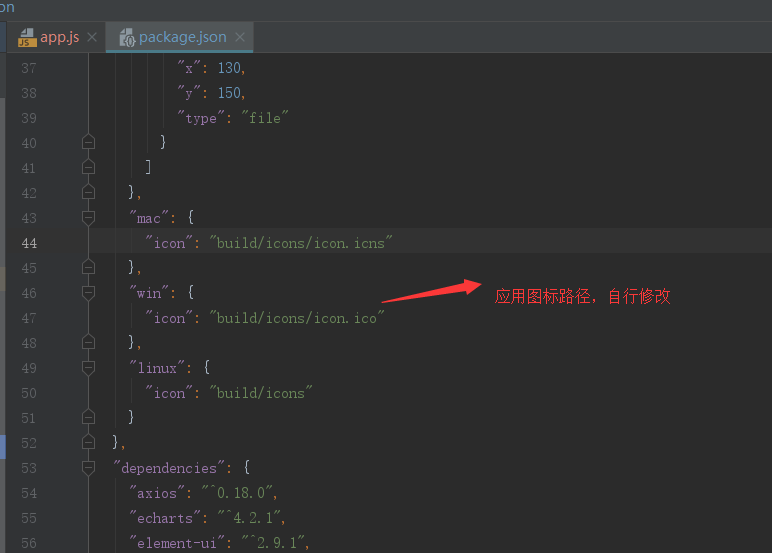 on
JS app.js
{} package.json
37 "x": 130,
38 "y": 150,
39 "type": "file"
40 }
41 ]
42 },
43 "mac": {
44 "icon": "build/icons/icon.icns"
45 },
46 "win": {
应用图标路径，自行修改
47 "icon": "build/icons/icon.ico"
48 },
49 "linux": {
50 "icon": "build/icons"
51 }
52 },
53 "dependencies": {
54 "axios": "^0.18.0",
55 "echarts": "^4.2.1",
56 "element-ui": "^2.9.1",